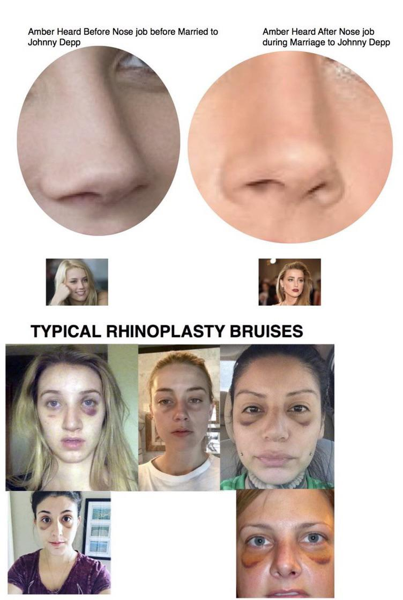 Amber Heard Before Nose job before Married to
Johnny Depp
Amber Heard After Nose job
during Marriage to Johnny Depp
TYPICAL RHINOPLASTY BRUISES